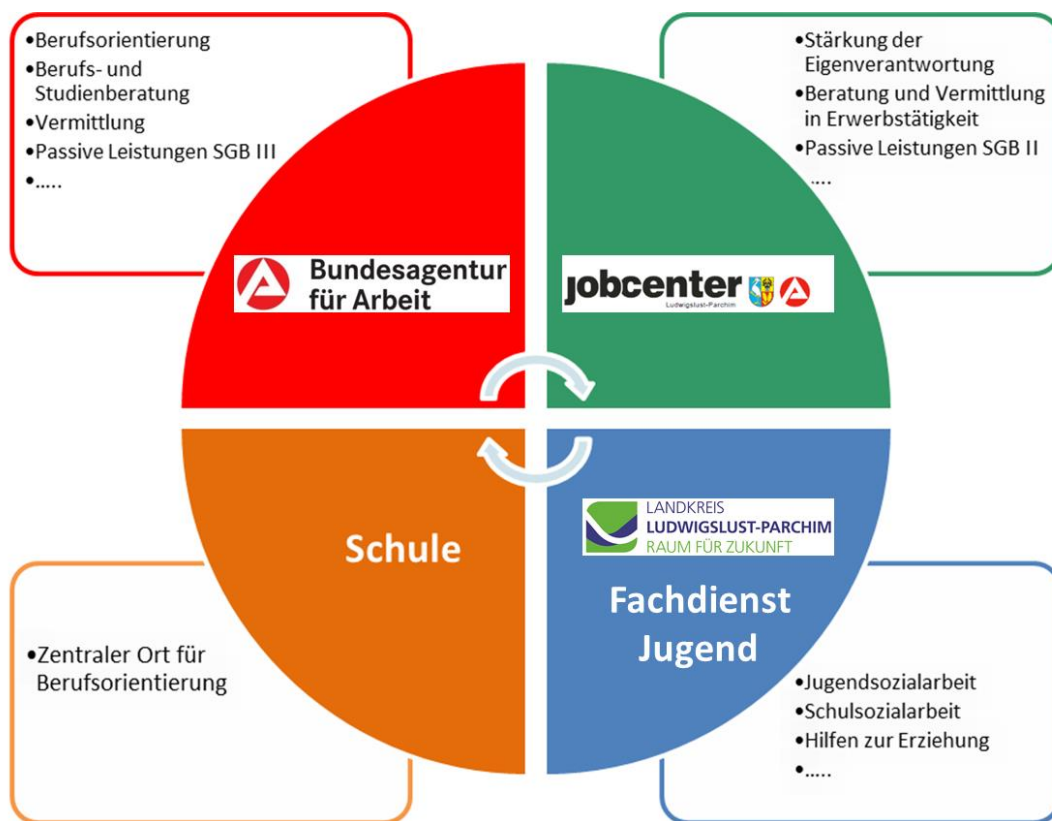 •Berufsorientierung
•Berufs- und
Studienberatung
•Vermittlung
•Passive Leistungen SGB III
•.....
•Stärkung der
Eigenverantwortung
•Beratung und Vermittlung
in Erwerbstätigkeit
•Passive Leistungen SGB II
.....
Bundesagentur
für Arbeit
jobcenter
Ludwigslust-Parchim
Schule
LANDKREIS
LUDWIGSLUST-PARCHIM
RAUM FÜR ZUKUNFT
Fachdienst
Jugend
•Zentraler Ort für
Berufsorientierung
•Jugendsozialarbeit
•Schulsozialarbeit
•Hilfen zur Erziehung
•.....